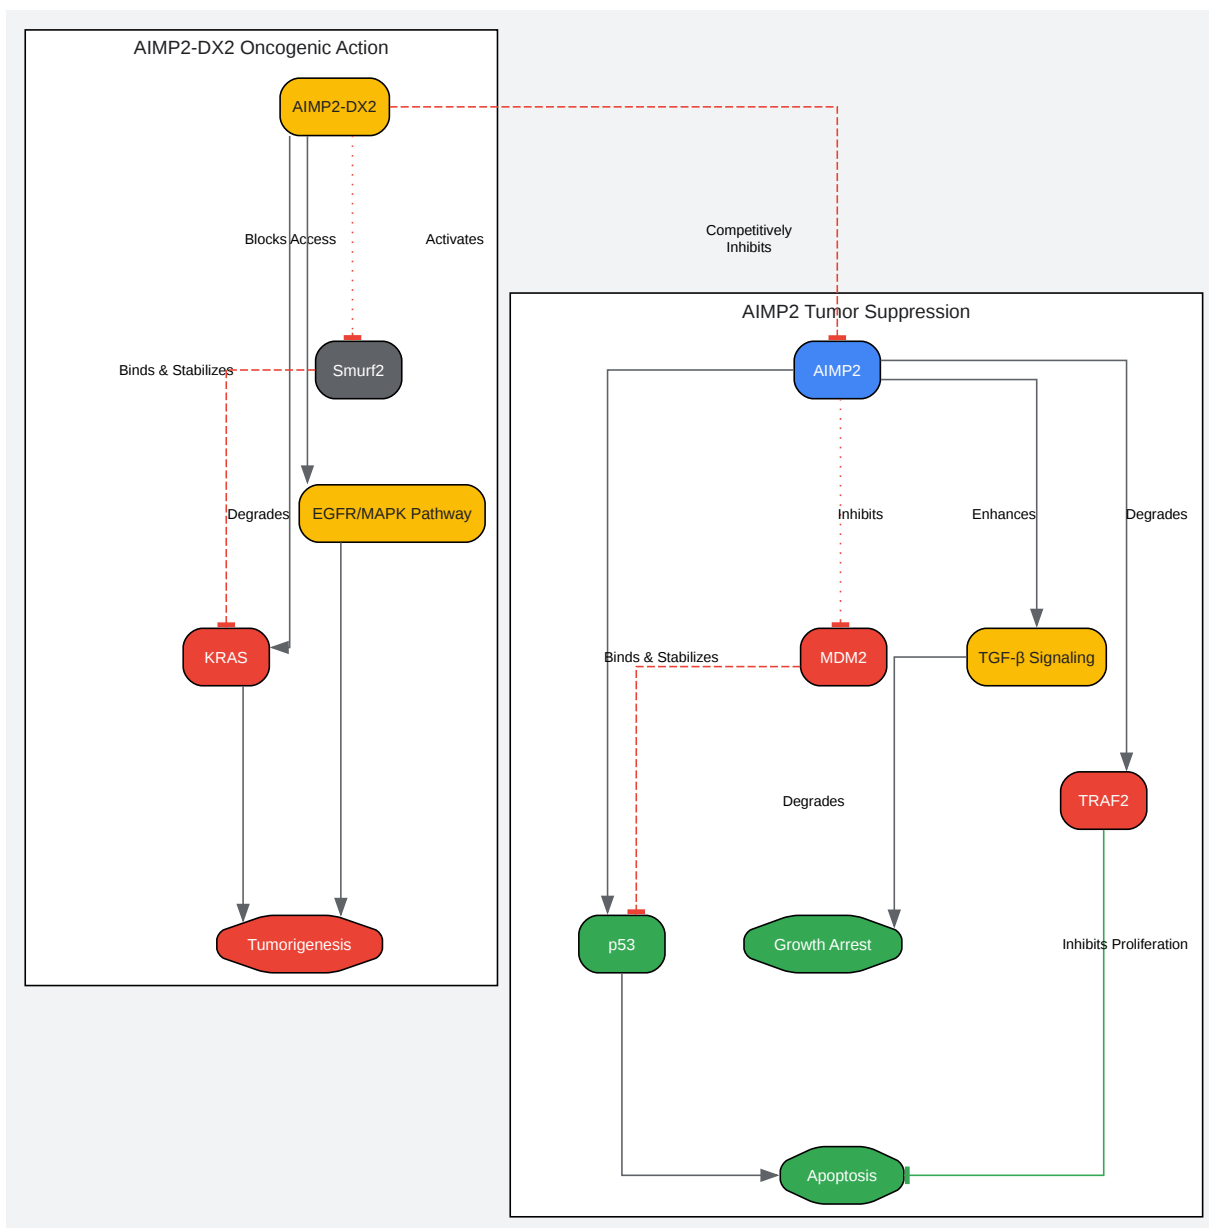 AIMP2-DX2 Oncogenic Action
AIMP2-DX2
Blocks Access
Activates
Competitively
Inhibits
AIMP2 Tumor Suppression
Binds & Stabilizes
Smurf2
AIMP2
Degrades
EGFR/MAPK Pathway
Inhibits
Enhances
Degrades
KRAS
Binds & Stabilizes
MDM2
TGF-β Signaling
Degrades
TRAF2
Tumorigenesis
p53
Growth Arrest
Inhibits Proliferation
Apoptosis